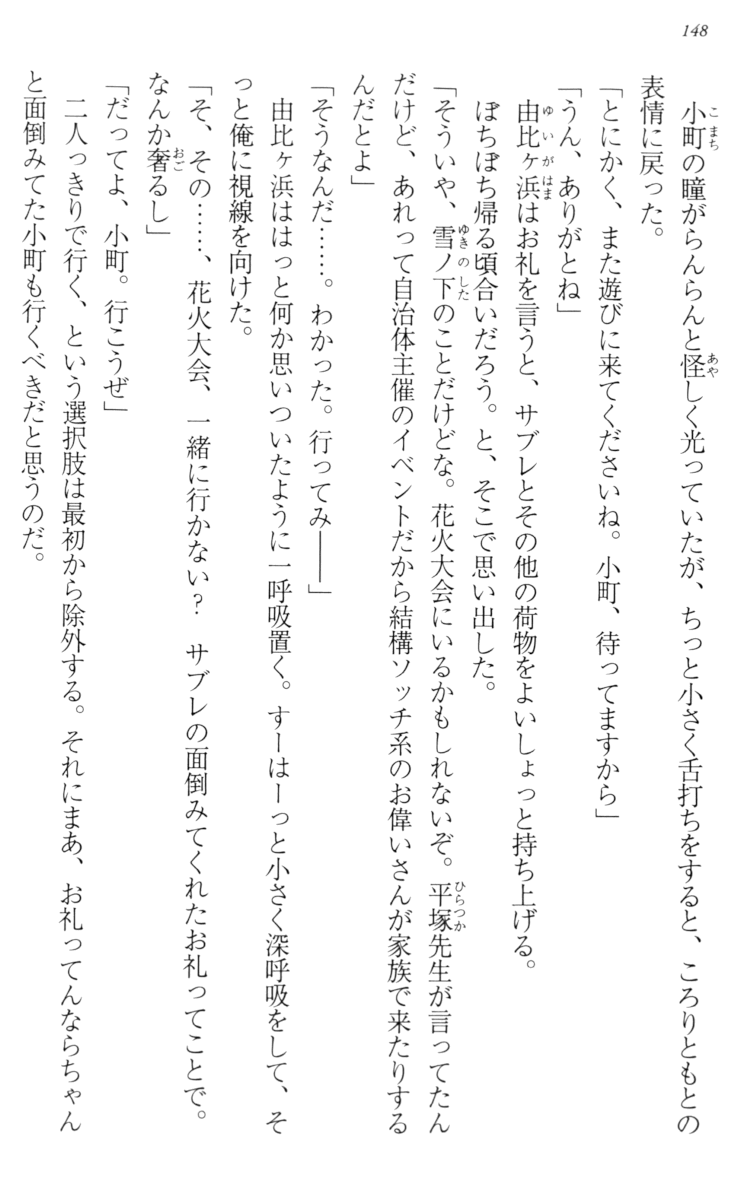 148
小町の瞳がらんらんと怪しく光っていたが、ちっと小さく舌打ちをすると、ころりともとの
表情に戻った。
「とにかく、また遊びに来てくださいね。小町、待ってますから」
「うん、ありがとね」
由比ヶ浜はお礼を言うと、サブレとその他の荷物をよいしょっと持ち上げる。
ぼちぼち帰る頃合いだろう。と、そこで思い出した。
「そういや、雪ノ下のことだけどな。花火大会にいるかもしれないぞ。平塚先生が言ってたん
だけど、あれって自治体主催のイベントだから結構ソッチ系のお偉いさんが家族で来たりする
んだとよ」
「そうなんだ……。わかった。行ってみ――」
由比ヶ浜ははっと何か思いついたように一呼吸置く。すーはーっと小さく深呼吸をして、そ
っと俺に視線を向けた。
「そ、その……、花火大会、一緒に行かない？　サブレの面倒みてくれたお礼ってことで。
なんか奢るし」
「だってよ、小町。行こうぜ」
二人っきりで行く、という選択肢は最初から除外する。それにまあ、お礼ってんならちゃん
と面倒みてた小町も行くべきだと思うのだ。